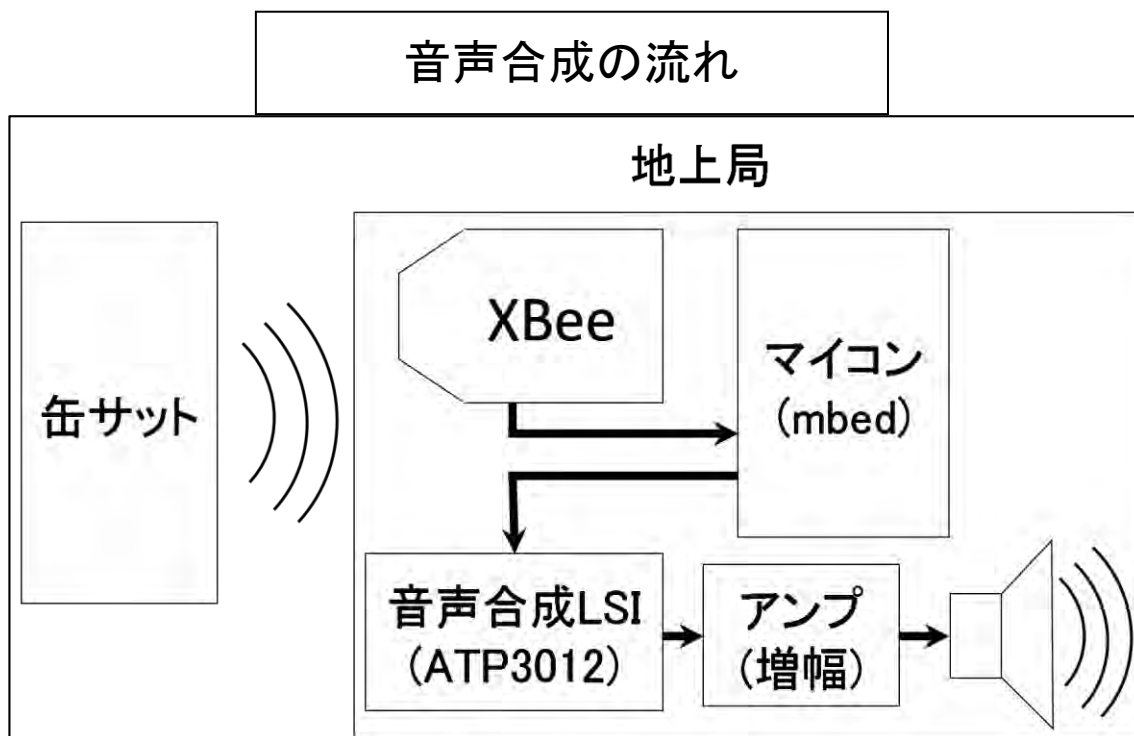 音声合成の流れ
地上局
缶サット
XBee
マイコン
(mbed)
音声合成LSI
(ATP3012)
アンプ
(増幅)